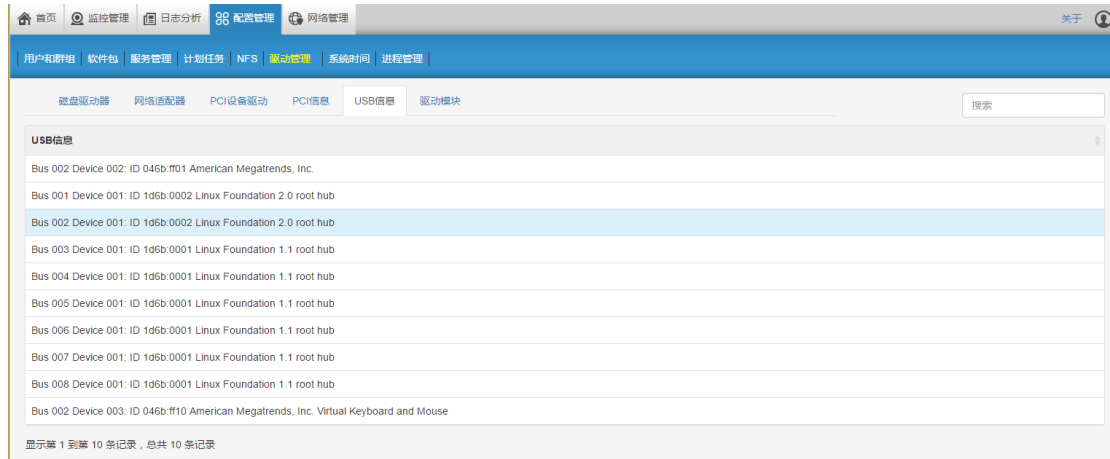 首页 监控管理 日志分析 配置管理 网络管理 关于
用户和群组 软件包 服务管理 计划任务 NFS 驱动管理 系统时间 进程管理
磁盘驱动器 网络适配器 PCI设备驱动 PCI信息 USB信息 驱动模块 搜索
USB信息
Bus 002 Device 002: ID 046b:ff01 American Megatrends, Inc.
Bus 001 Device 001: ID 1d6b:0002 Linux Foundation 2.0 root hub
Bus 002 Device 001: ID 1d6b:0002 Linux Foundation 2.0 root hub
Bus 003 Device 001: ID 1d6b:0001 Linux Foundation 1.1 root hub
Bus 004 Device 001: ID 1d6b:0001 Linux Foundation 1.1 root hub
Bus 005 Device 001: ID 1d6b:0001 Linux Foundation 1.1 root hub
Bus 006 Device 001: ID 1d6b:0001 Linux Foundation 1.1 root hub
Bus 007 Device 001: ID 1d6b:0001 Linux Foundation 1.1 root hub
Bus 008 Device 001: ID 1d6b:0001 Linux Foundation 1.1 root hub
Bus 002 Device 003: ID 046b:ff10 American Megatrends, Inc. Virtual Keyboard and Mouse
显示第 1 到第 10 条记录，总共 10 条记录